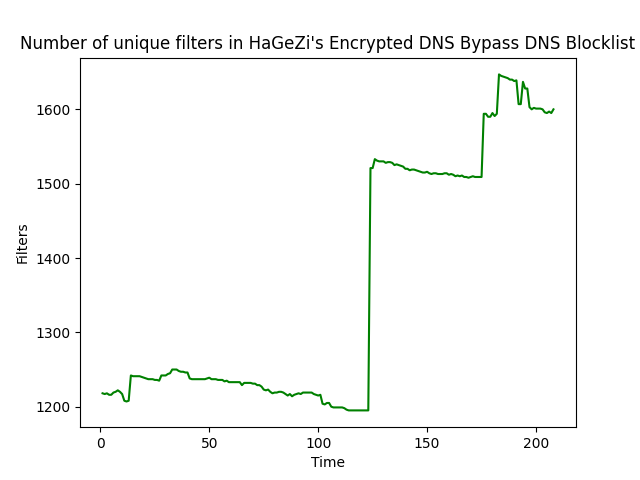 Number of unique filters in HaGeZi's Encrypted DNS Bypass DNS Blocklist
1600
1500
1400
1300
1200
Filters
0 50 100 150 200
Time